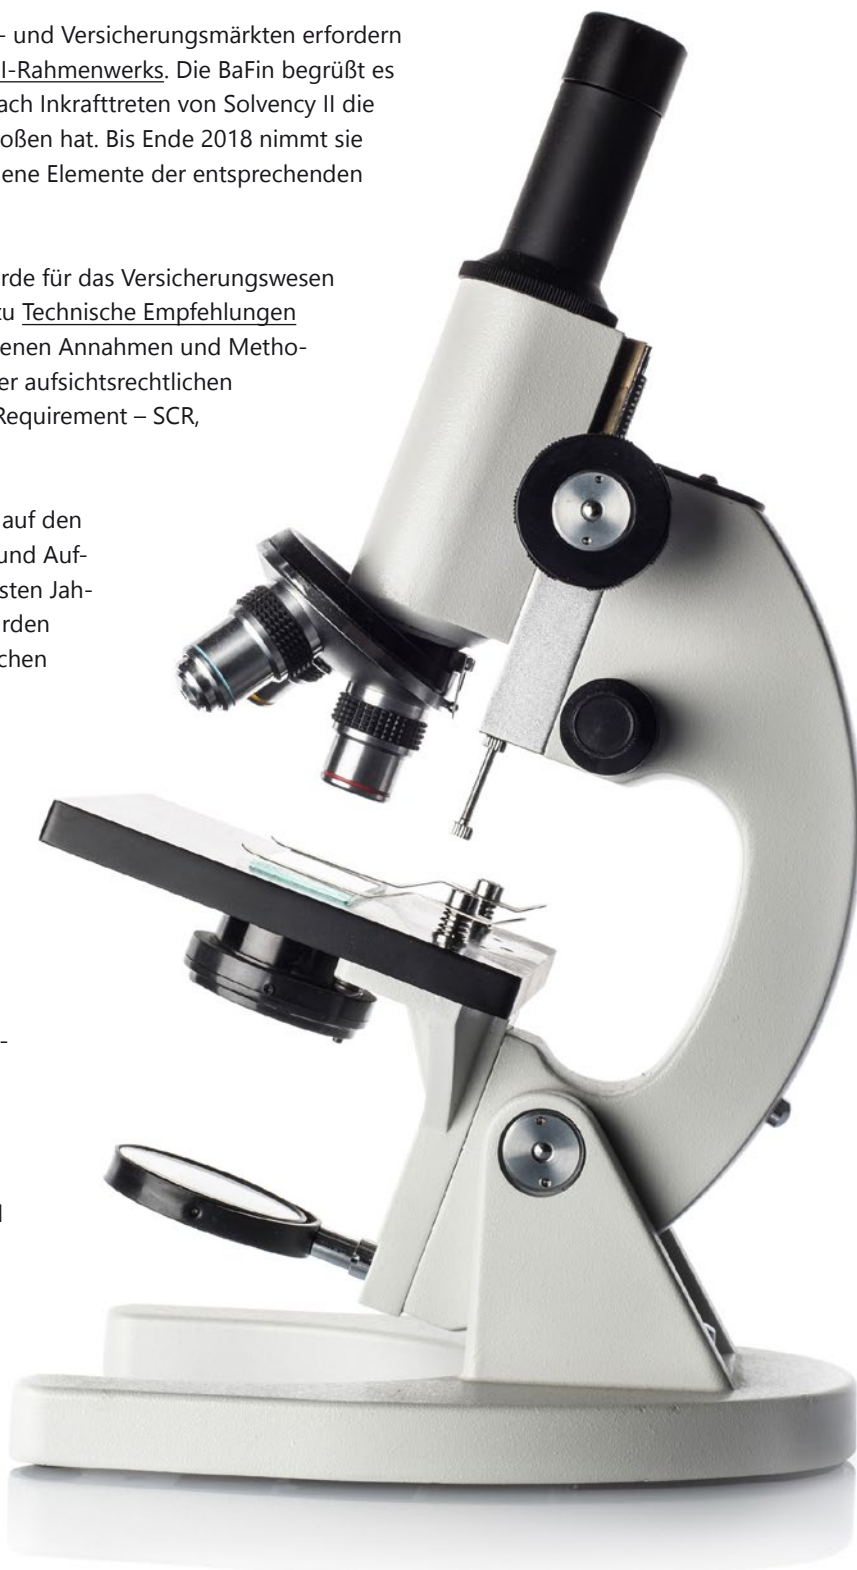 - und Versicherungsmärkten erfordern
I-Rahmenwerks. Die BaFin begrüßt es
ach Inkrafttreten von Solvency II die
oßen hat. Bis Ende 2018 nimmt sie
ene Elemente der entsprechenden
rde für das Versicherungswesen
zu Technische Empfehlungen
enen Annahmen und Metho-
er aufsichtsrechtlichen
Requirement – SCR,
auf den
und Auf-
sten Jah-
rden
chen
-